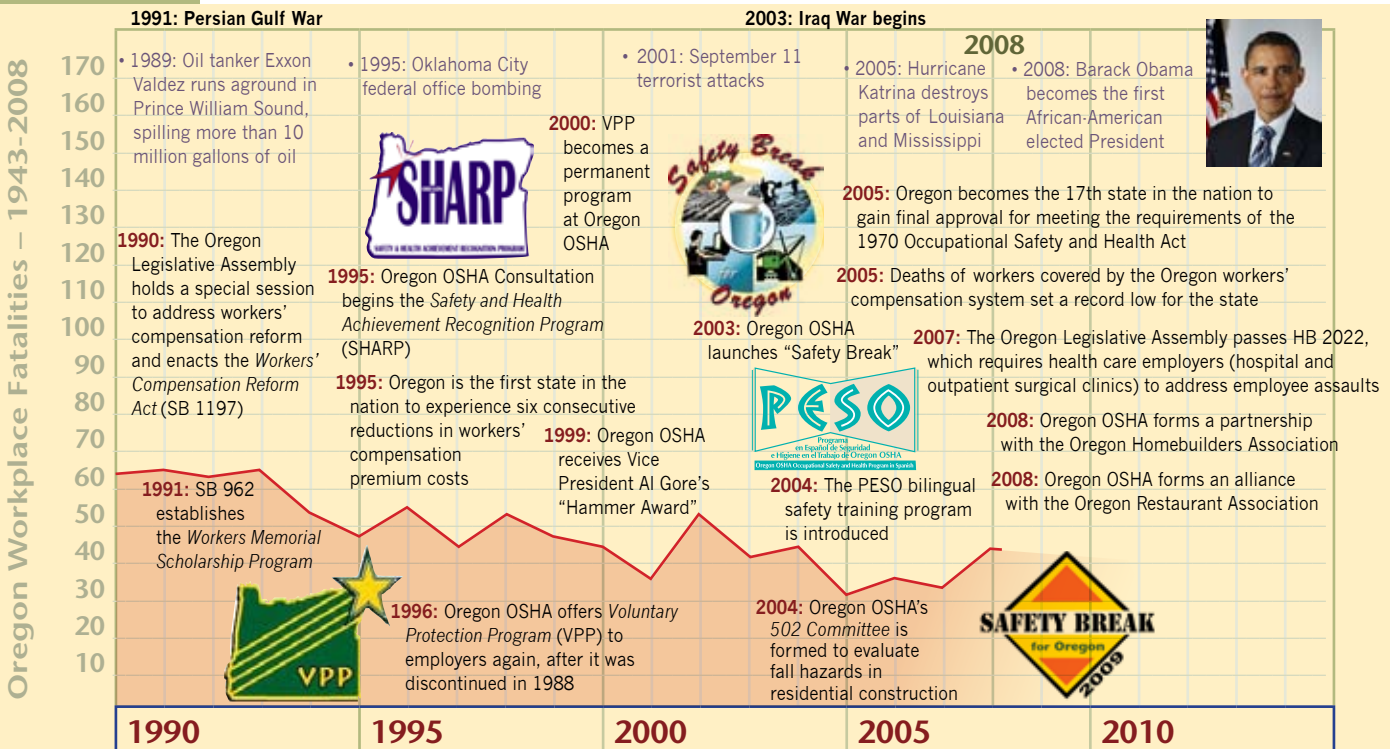 1991: Persian Gulf War
2003: Iraq War begins
2008
Oregon Workplace Fatalities – 1943-2008
170
160
150
140
130
120
110
100
90
80
70
60
50
40
30
20
10
• 1989: Oil tanker Exxon
Valdez runs aground in
Prince William Sound,
spilling more than 10
million gallons of oil
• 1995: Oklahoma City
federal office bombing
• 2001: September 11
terrorist attacks
• 2005: Hurricane
Katrina destroys
parts of Louisiana
and Mississippi
• 2008: Barack Obama
becomes the first
African-American
elected President
1990: The Oregon
Legislative Assembly
holds a special session
to address workers’
compensation reform
and enacts the Workers’
Compensation Reform
Act (SB 1197)
SHARP
SAFETY & HEALTH ACHIEVEMENT RECOGNITION PROGRAM
2000: VPP
becomes a
permanent
program
at Oregon
OSHA
Safety Break
for
Oregon
2005: Oregon becomes the 17th state in the nation to
gain final approval for meeting the requirements of the
1970 Occupational Safety and Health Act
1995: Oregon OSHA Consultation
begins the Safety and Health
Achievement Recognition Program
(SHARP)
2005: Deaths of workers covered by the Oregon workers’
compensation system set a record low for the state
2003: Oregon OSHA
launches “Safety Break”
2007: The Oregon Legislative Assembly passes HB 2022,
which requires health care employers (hospital and
outpatient surgical clinics) to address employee assaults
1995: Oregon is the first state in the
nation to experience six consecutive
reductions in workers’
compensation
premium costs
1999: Oregon OSHA
receives Vice
President Al Gore’s
“Hammer Award”
PESO
Programa
en Español de Seguridad
e Higiene en el Trabajo de Oregon OSHA
Oregon OSHA Occupational Safety and Health Program in Spanish
2008: Oregon OSHA forms a partnership
with the Oregon Homebuilders Association
2008: Oregon OSHA forms an alliance
with the Oregon Restaurant Association
2004: The PESO bilingual
safety training program
is introduced
1991: SB 962
establishes
the Workers Memorial
Scholarship Program
VPP
1996: Oregon OSHA offers Voluntary
Protection Program (VPP) to
employers again, after it was
discontinued in 1988
2004: Oregon OSHA’s
502 Committee is
formed to evaluate
fall hazards in
residential construction
SAFETY BREAK
for Oregon
2009
1990
1995
2000
2005
2010